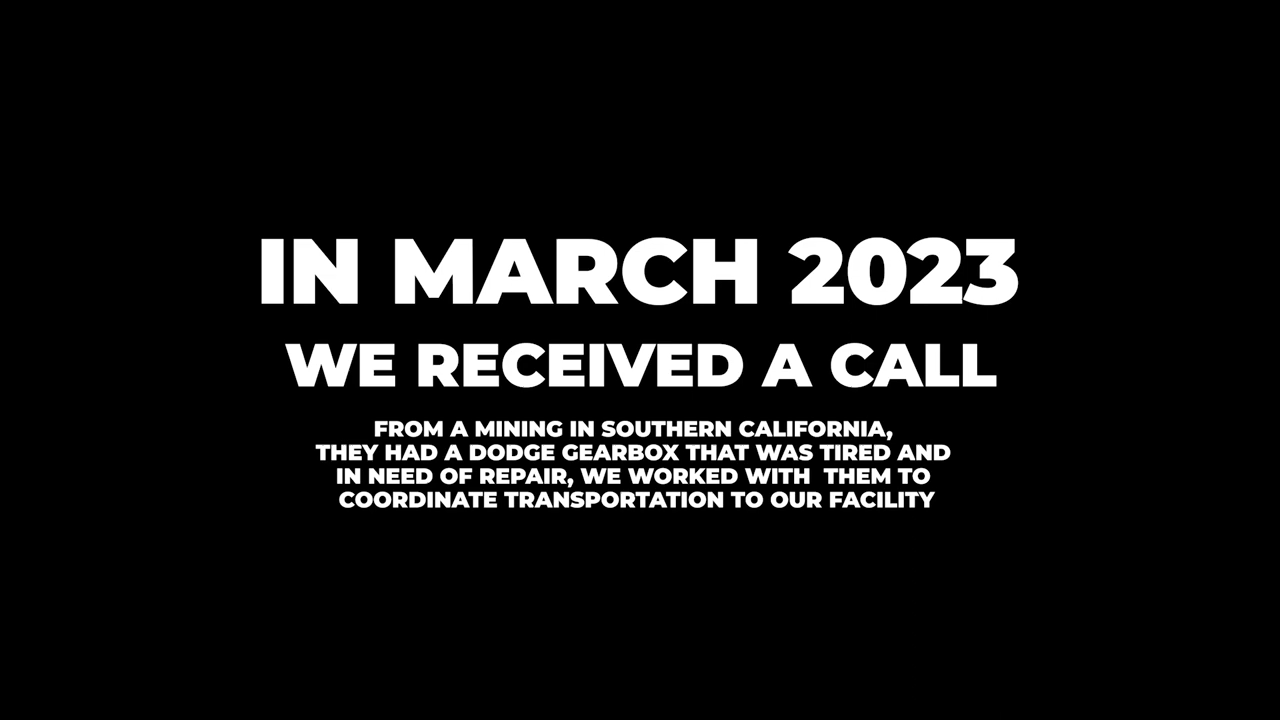 IN MARCH 2023
WE RECEIVED A CALL
FROM A MINING IN SOUTHERN CALIFORNIA,
THEY HAD A DODGE GEARBOX THAT WAS TIRED AND
IN NEED OF REPAIR, WE WORKED WITH  THEM TO
COORDINATE TRANSPORTATION TO OUR FACILITY